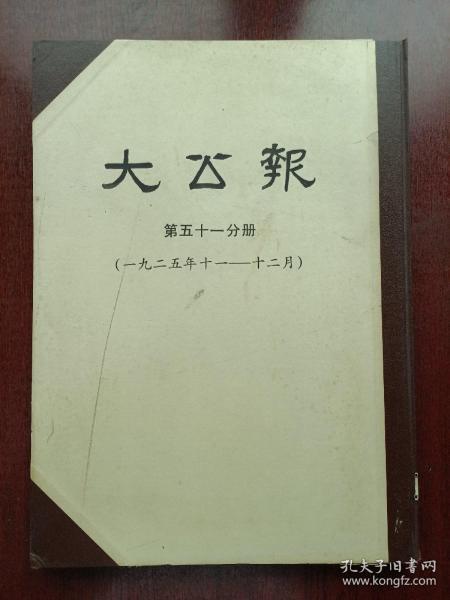 大公報
第五十一分册
(一九二五年十一——十二月)
孔夫子旧书网
www.kongfz.com